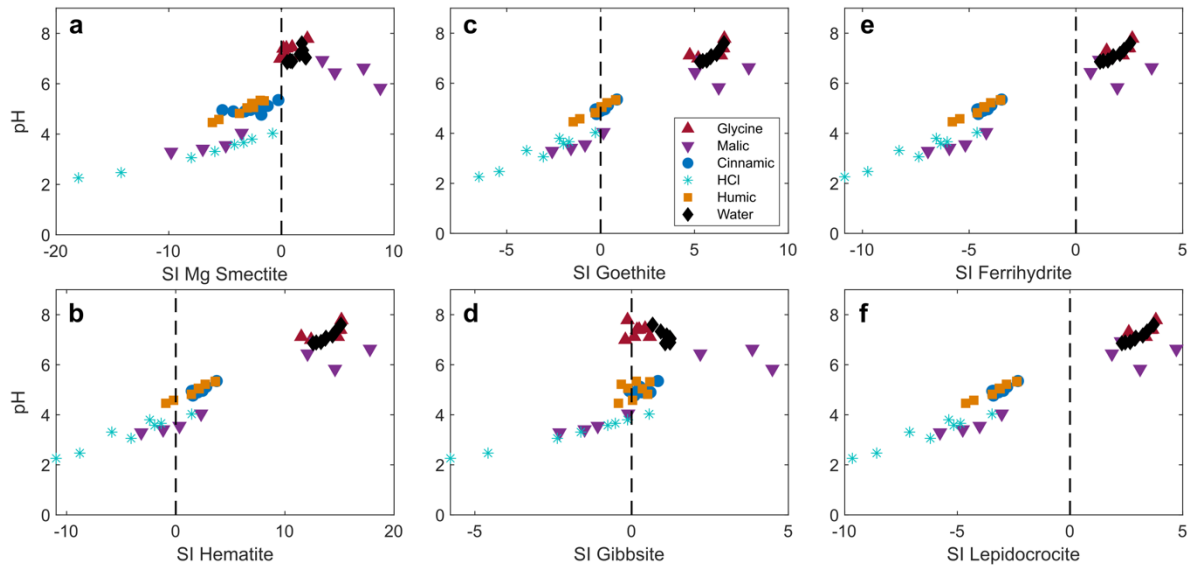 a
c
e
8
6
4
2
0
pH
-20
-10
0
10
SI Mg Smectite
8
6
4
2
0
-5
0
5
10
SI Goethite
Glycine
Malic
Cinnamic
HCl
Humic
Water
8
6
4
2
0
-10
-5
0
5
SI Ferrihydrite
b
d
f
8
6
4
2
0
pH
-10
0
10
20
SI Hematite
8
6
4
2
0
-5
0
5
SI Gibbsite
8
6
4
2
0
-10
-5
0
5
SI Lepidocrocite